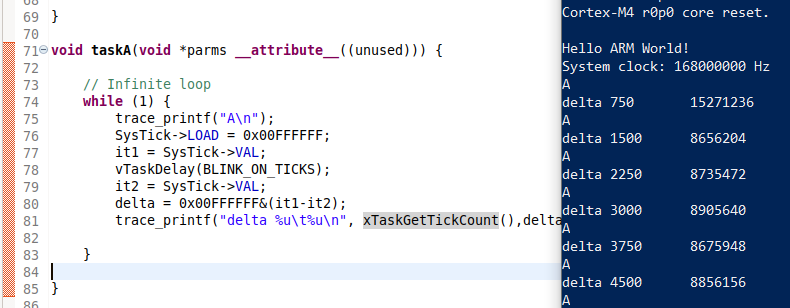 68
69 }
70
71 void taskA(void *parms __attribute__((unused))) {
72
73 // Infinite loop
74 while (1) {
75 trace_printf("A\n");
76 SysTick->LOAD = 0x00FFFFFF;
77 it1 = SysTick->VAL;
78 vTaskDelay(BLINK_ON_TICKS);
79 it2 = SysTick->VAL;
80 delta = 0x00FFFFFF&(it1-it2);
81 trace_printf("delta %u\t%u\n", xTaskGetTickCount(),delta
82
83 }
84
85 }
86
Cortex-M4 r0p0 core reset.
Hello ARM World!
System clock: 168000000 Hz
A
delta 750 15271236
A
delta 1500 8656204
A
delta 2250 8735472
A
delta 3000 8905640
A
delta 3750 8675948
A
delta 4500 8856156
A